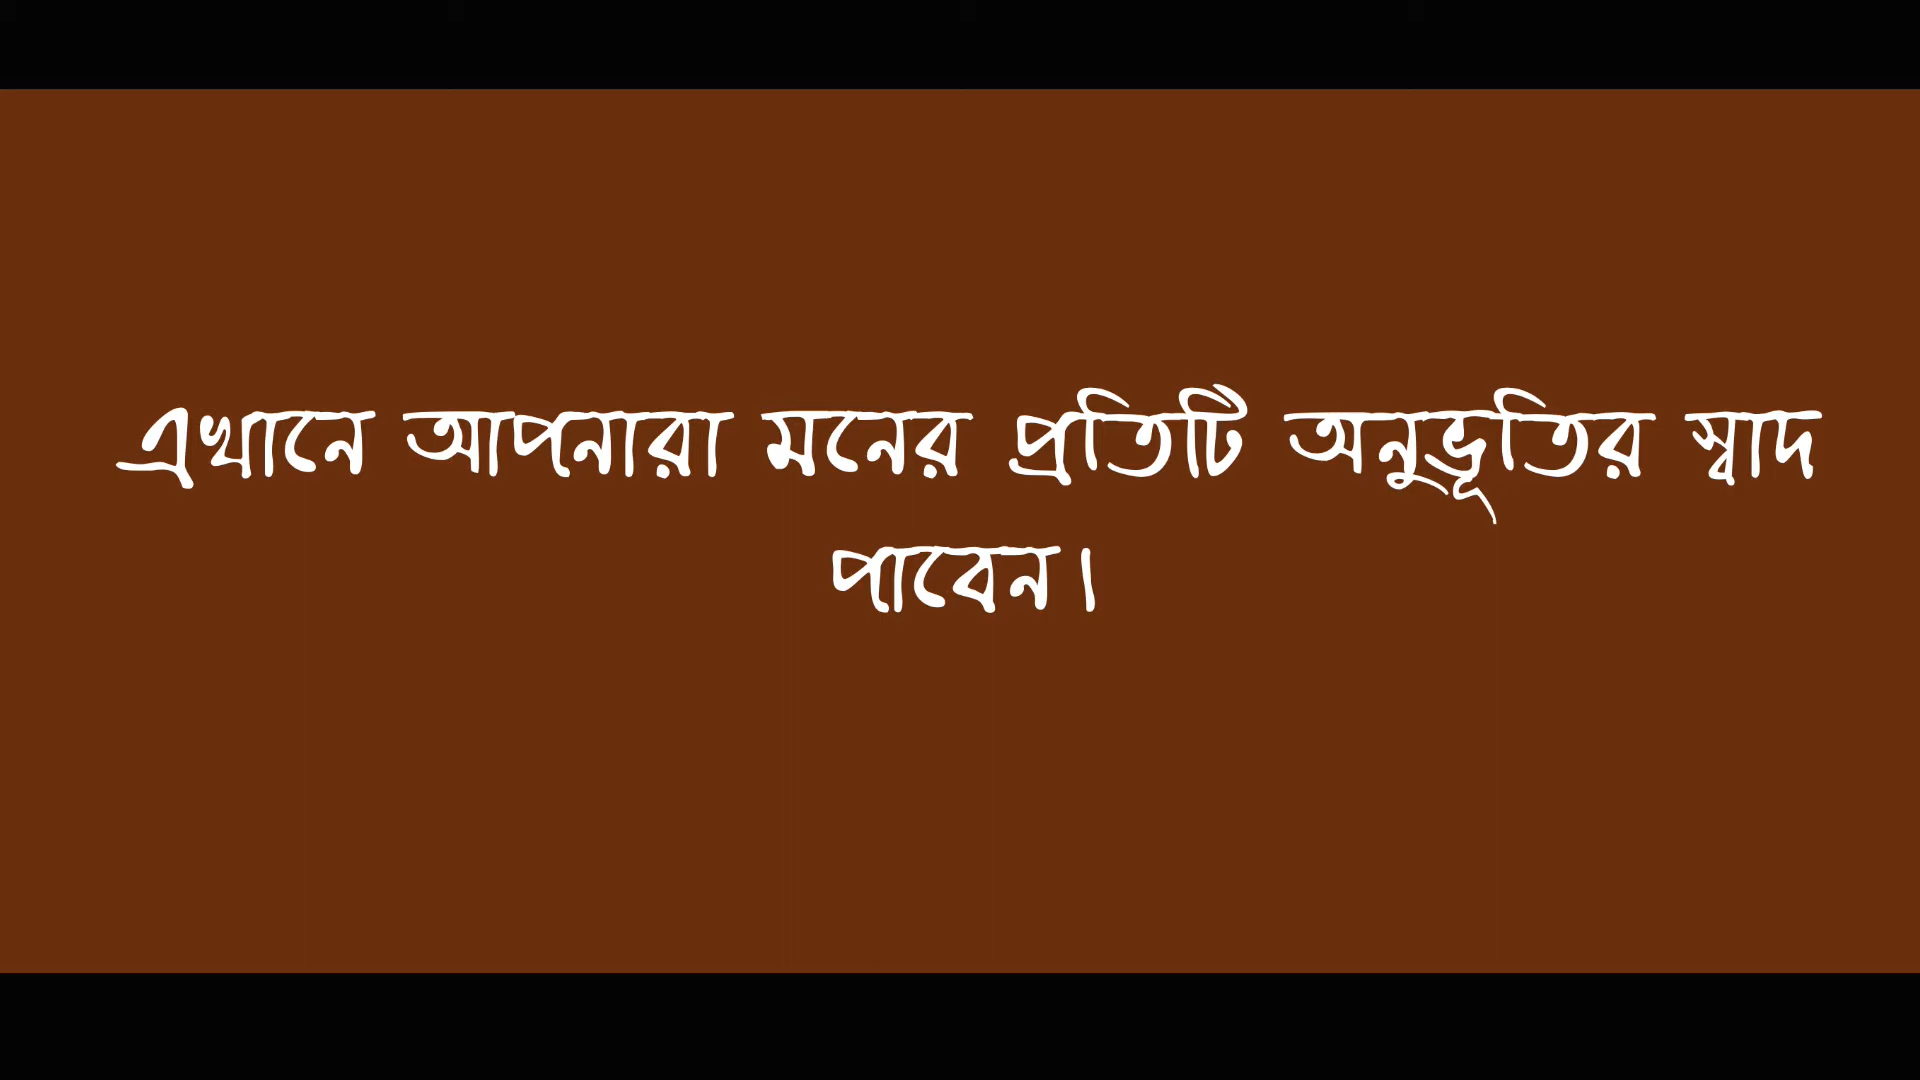 এখানে আপনারা মনের প্রতিটি অনুভূতির স্বাদ
পাবেন।